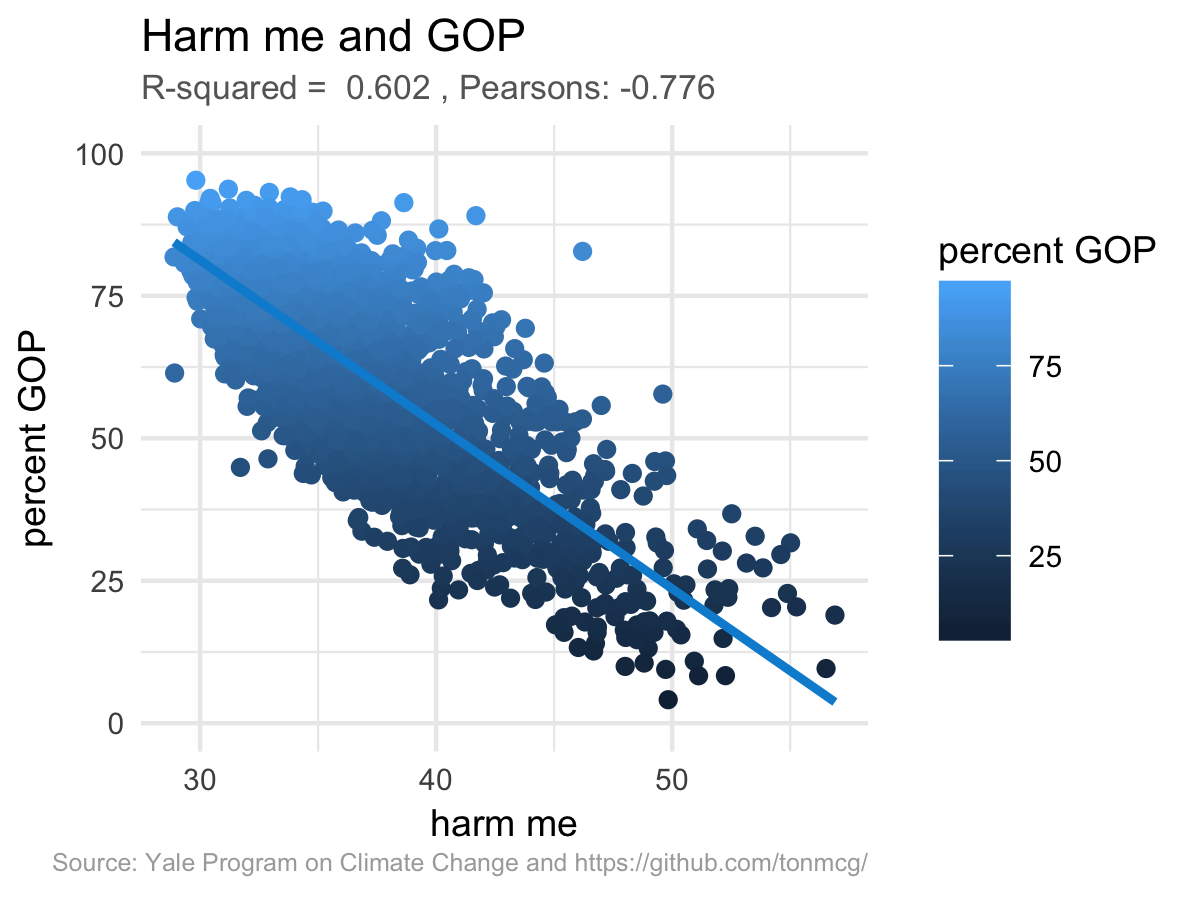 Harm me and GOP
R-squared =  0.602 , Pearsons: -0.776
percent GOP
100
75
50
25
0
30
40
50
harm me
percent GOP
75
50
25
Source: Yale Program on Climate Change and https://github.com/tonmcg/